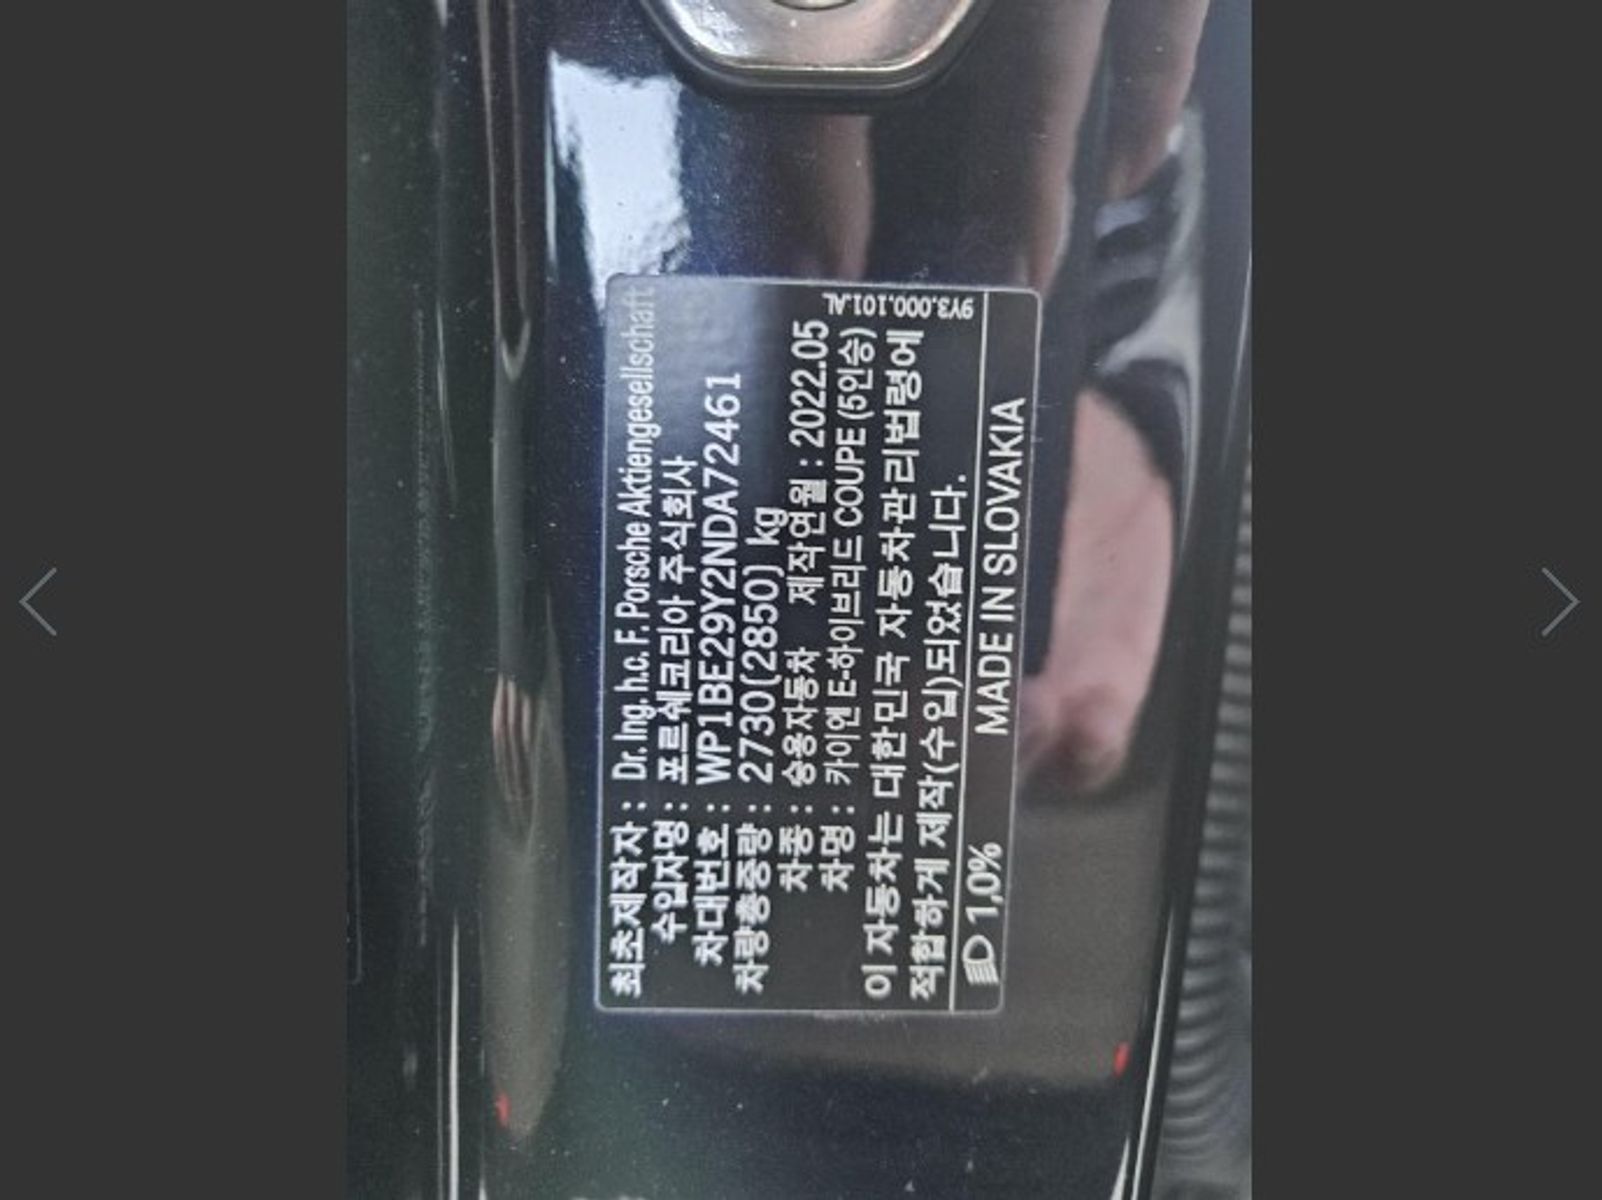 최초제작자 : Dr. Ing. h.c. F. Porsche Aktiengesellschaft
수입자명 : 포르쉐코리아 주식회사
차대번호 : WP1BE29Y2NDA72461
차량총중량 : 2730(2850) kg
차종 : 승용자동차 제작연월 : 2022.05
차명 : 카이엔 E-하이브리드 COUPE (5인승)
이 자동차는 대한민국 자동차관리법령에
적합하게 제작(수입)되었습니다.
1,0% MADE IN SLOVAKIA
9Y3.000.101.AL